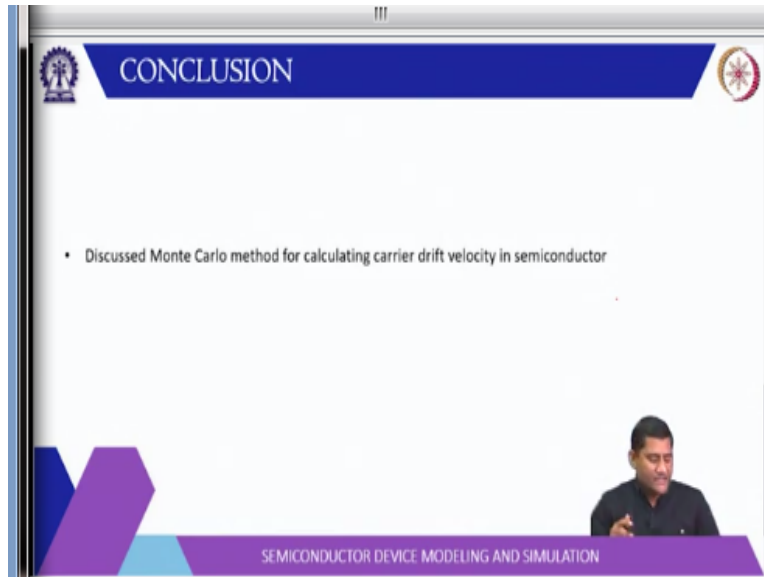 CONCLUSION
• Discussed Monte Carlo method for calculating carrier drift velocity in semiconductor
SEMICONDUCTOR DEVICE MODELING AND SIMULATION